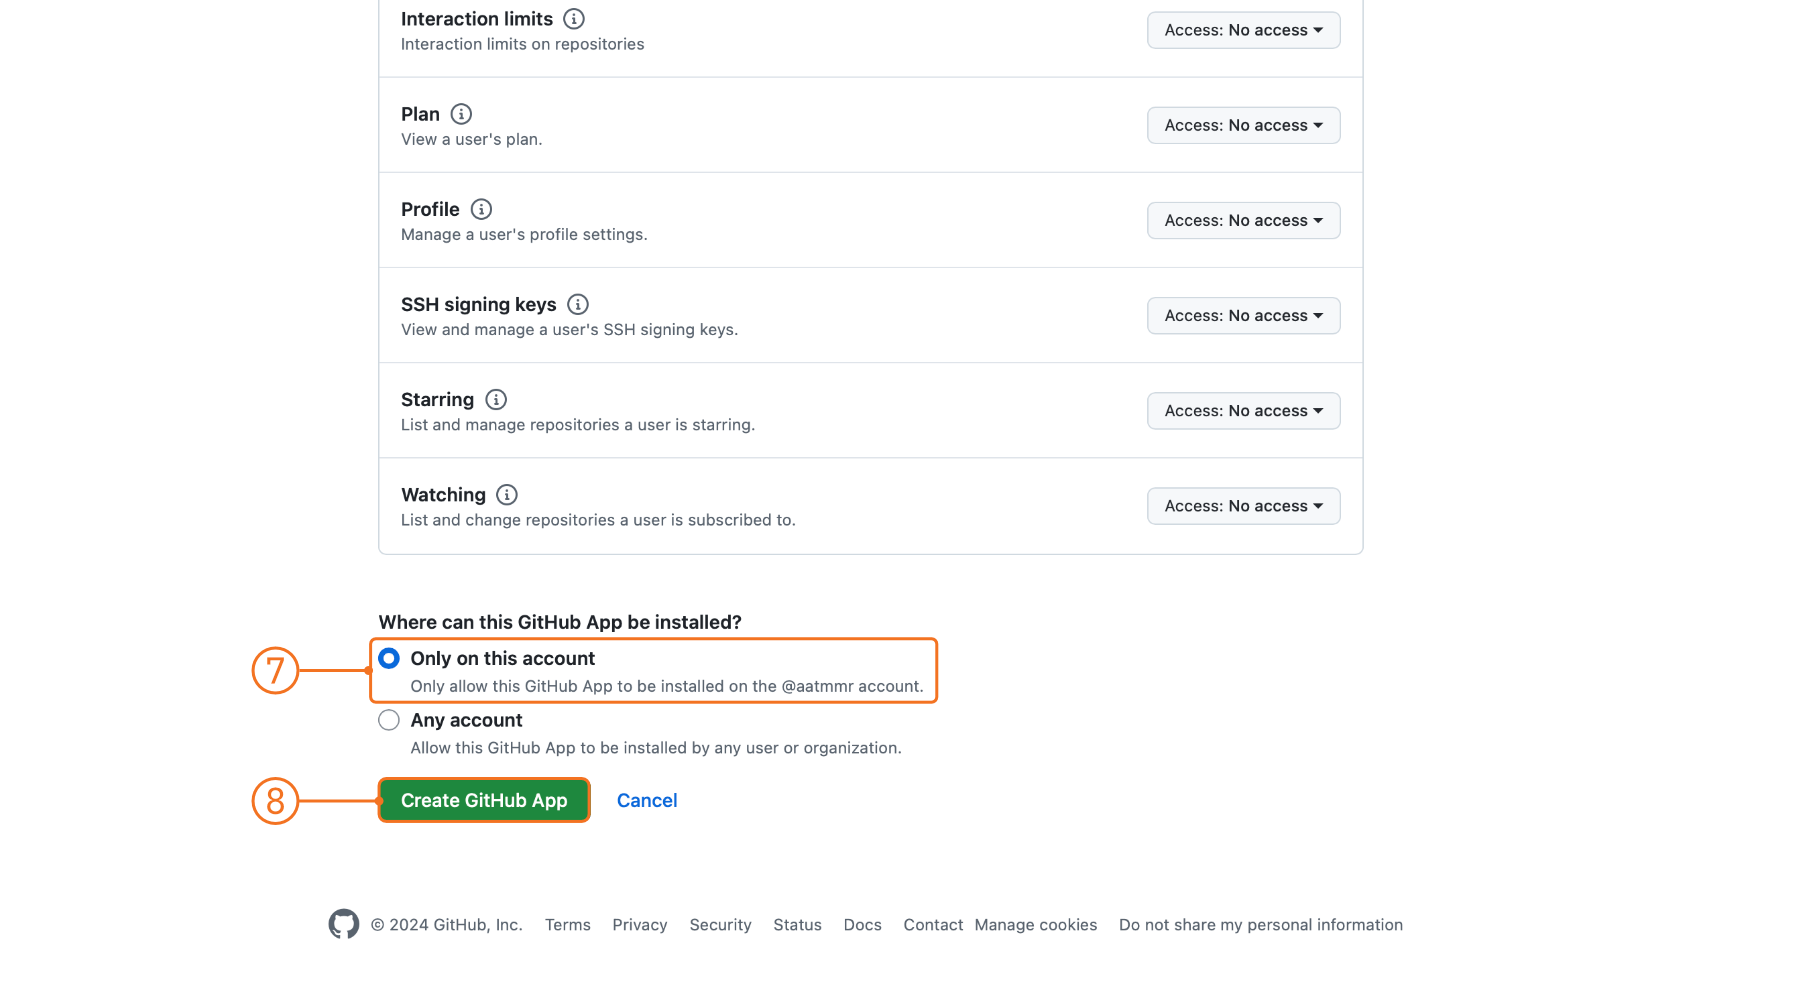 Interaction limits
Interaction limits on repositories
Access: No access
Plan
View a user's plan.
Access: No access
Profile
Manage a user's profile settings.
Access: No access
SSH signing keys
View and manage a user's SSH signing keys.
Access: No access
Starring
List and manage repositories a user is starring.
Access: No access
Watching
List and change repositories a user is subscribed to.
Access: No access
Where can this GitHub App be installed?
7
Only on this account
Only allow this GitHub App to be installed on the @aatmmr account.
Any account
Allow this GitHub App to be installed by any user or organization.
8
Create GitHub App Cancel
© 2024 GitHub, Inc. Terms Privacy Security Status Docs Contact Manage cookies Do not share my personal information